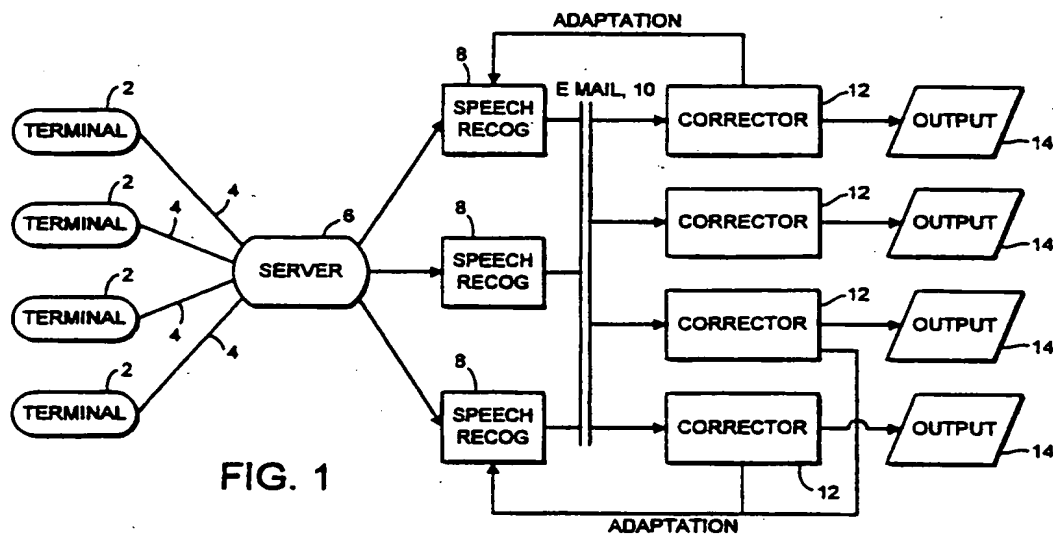 ADAPTATION
8
2
TERMINAL
SPEECH
RECOG
E MAIL, 10
CORRECTOR
12
OUTPUT
14
4
2
TERMINAL
4
6
SERVER
8
SPEECH
RECOG
12
CORRECTOR
OUTPUT
14
2
TERMINAL
4
4
12
CORRECTOR
OUTPUT
14
2
TERMINAL
8
SPEECH
RECOG
CORRECTOR
12
OUTPUT
14
FIG. 1
ADAPTATION